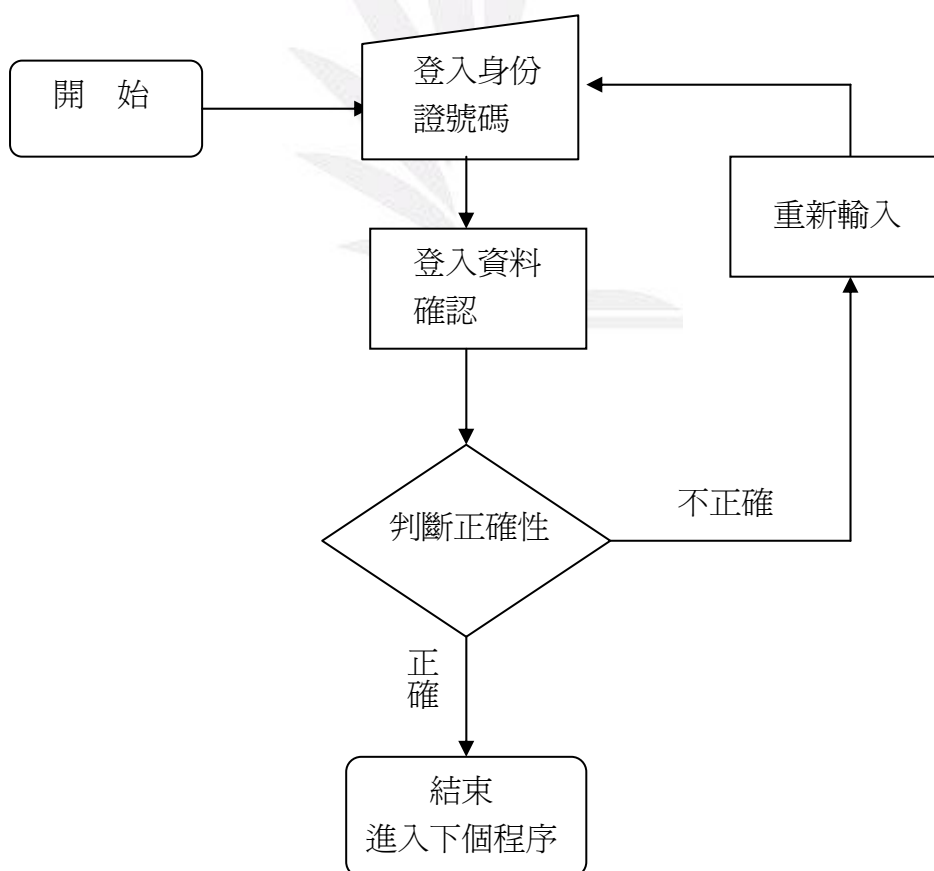 開 始
登入身份
證號碼
重新輸入
登入資料
確認
判斷正確性
不正確
正
確
結束
進入下個程序